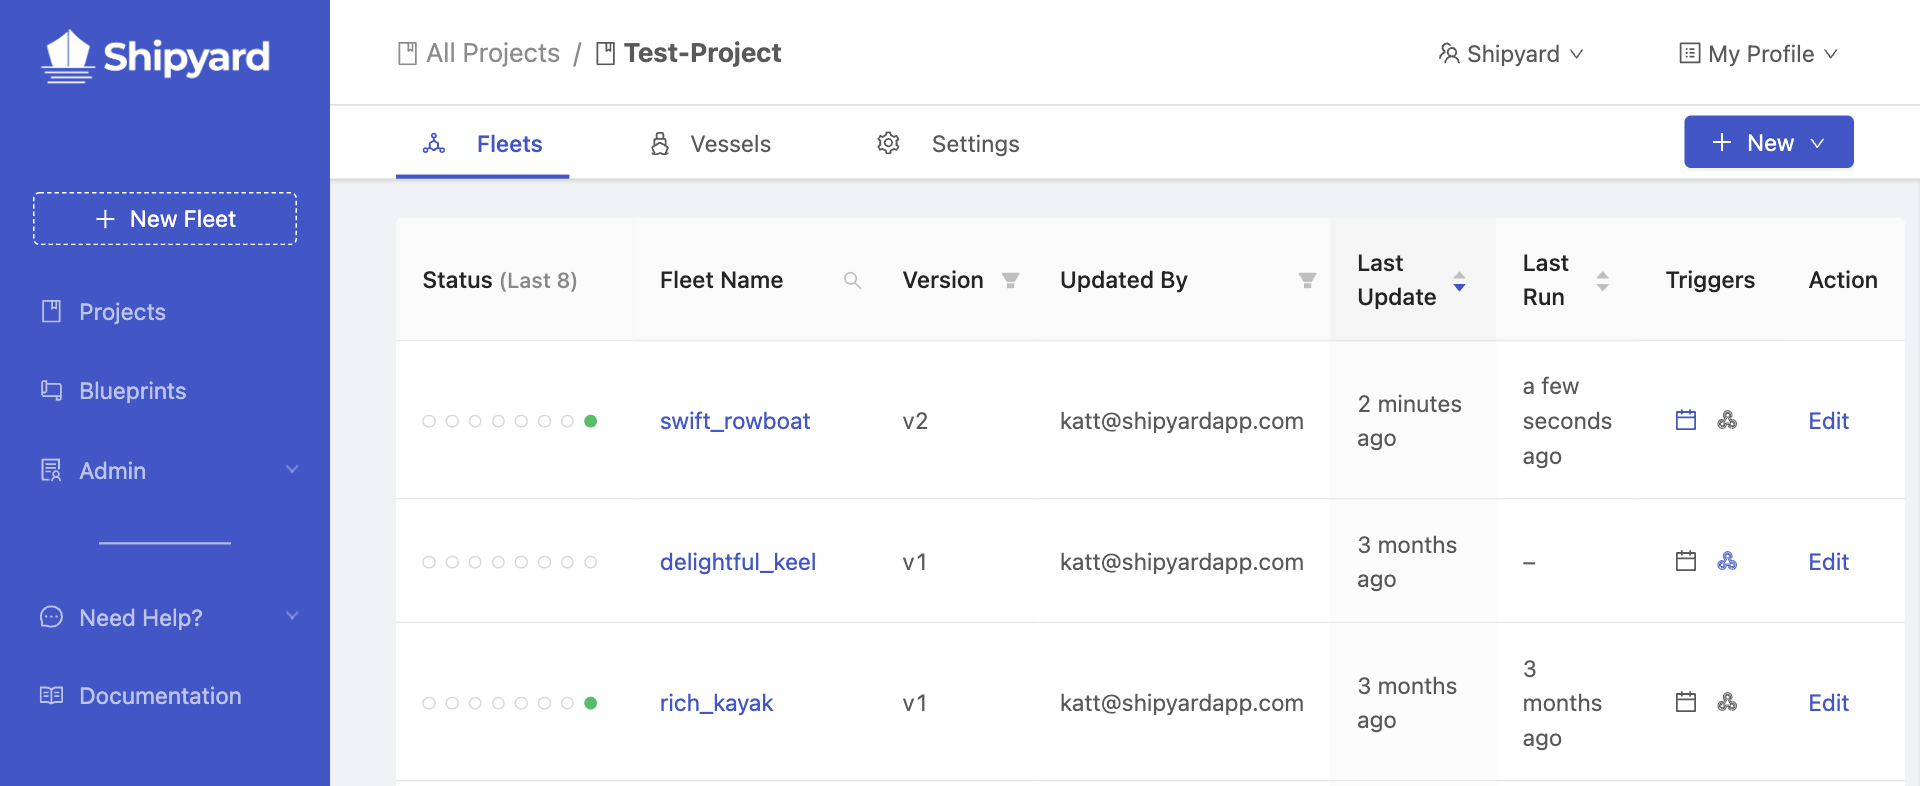 Shipyard
All Projects / Test-Project
Shipyard
My Profile
Fleets
Vessels
Settings
+ New
+ New Fleet
Projects
Blueprints
Admin
Need Help?
Documentation
Status (Last 8)
Fleet Name
Version
Updated By
Last
Update
Last
Run
Triggers
Action
swift_rowboat
v2
katt@shipyardapp.com
2 minutes
ago
a few
seconds
ago
Edit
delightful_keel
v1
katt@shipyardapp.com
3 months
ago
–
Edit
rich_kayak
v1
katt@shipyardapp.com
3 months
ago
3
months
ago
Edit